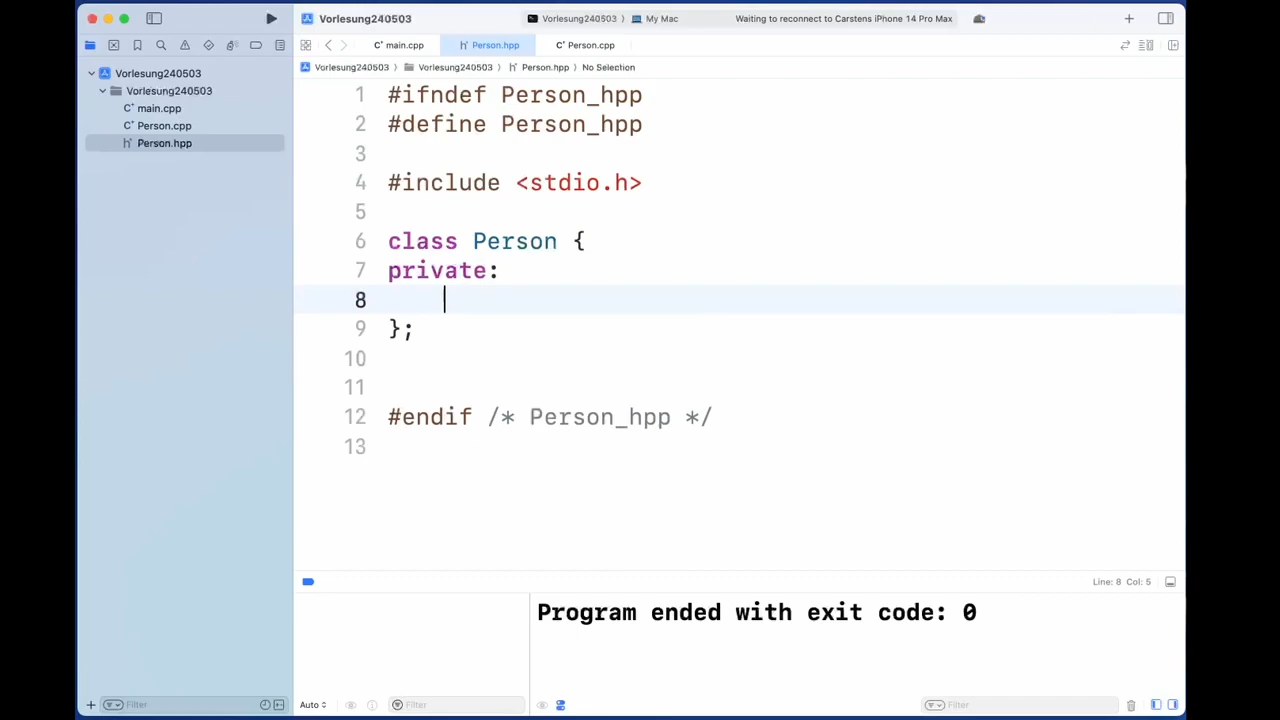 Vorlesung240503
Vorlesung240503 〉 My Mac
Waiting to reconnect to Carstens iPhone 14 Pro Max
main.cpp
Person.hpp
Person.cpp
Vorlesung240503 〉 Vorlesung240503 〉 Person.hpp 〉 No Selection
Vorlesung240503
Vorlesung240503
main.cpp
Person.cpp
Person.hpp
1 #ifndef Person_hpp
2 #define Person_hpp
3
4 #include <stdio.h>
5
6 class Person {
7 private:
8
9 };
10
11
12 #endif /* Person_hpp */
13
Line: 8 Col: 5
Program ended with exit code: 0
Filter
Auto
Filter
Filter